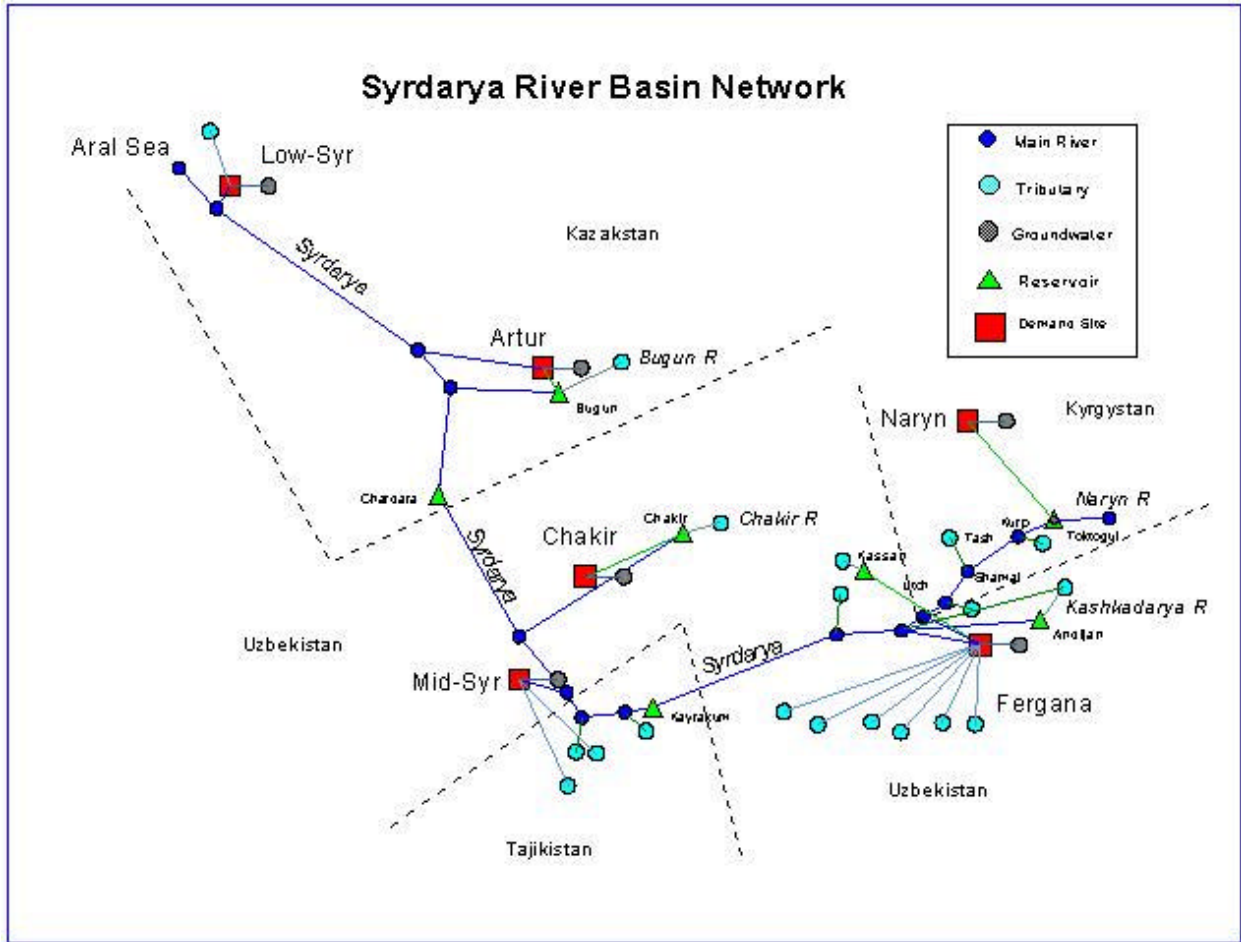 Syrdarya River Basin Network
Aral Sea
Low-Syr
Main River
Tributary
Groundwater
Reservoir
Demand Site
Kazakstan
Syrdarya
Artur
Bugun R
Bugun
Naryn
Kyrgystan
Chardara
Chakir
Chakir
Chakir R
Naryn R
Kurp
Toktogul
Tash
Shamal
Kassan
Utch
Kashkadarya R
Andijan
Syrdarya
Uzbekistan
Mid-Syr
Syrdarya
Kayrakum
Fergana
Uzbekistan
Tajikistan